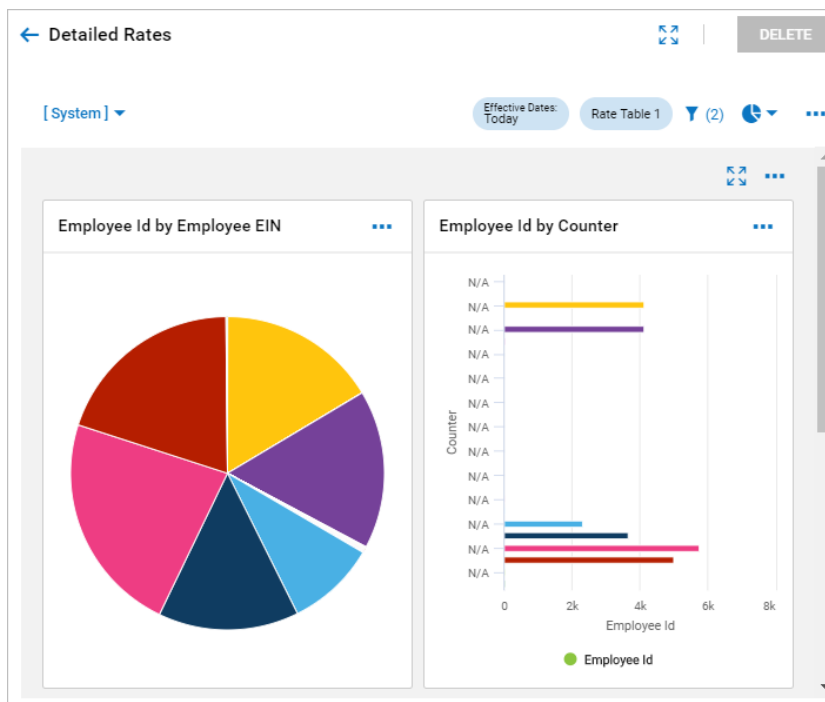 Detailed Rates
DELETE
[ System ]
Effective Dates:
Today
Rate Table 1
(2)
Employee Id by Employee EIN
Employee Id by Counter
N/A
N/A
N/A
N/A
N/A
N/A
N/A
N/A
N/A
N/A
N/A
N/A
N/A
Counter
0
2k
4k
6k
8k
Employee Id
Employee Id